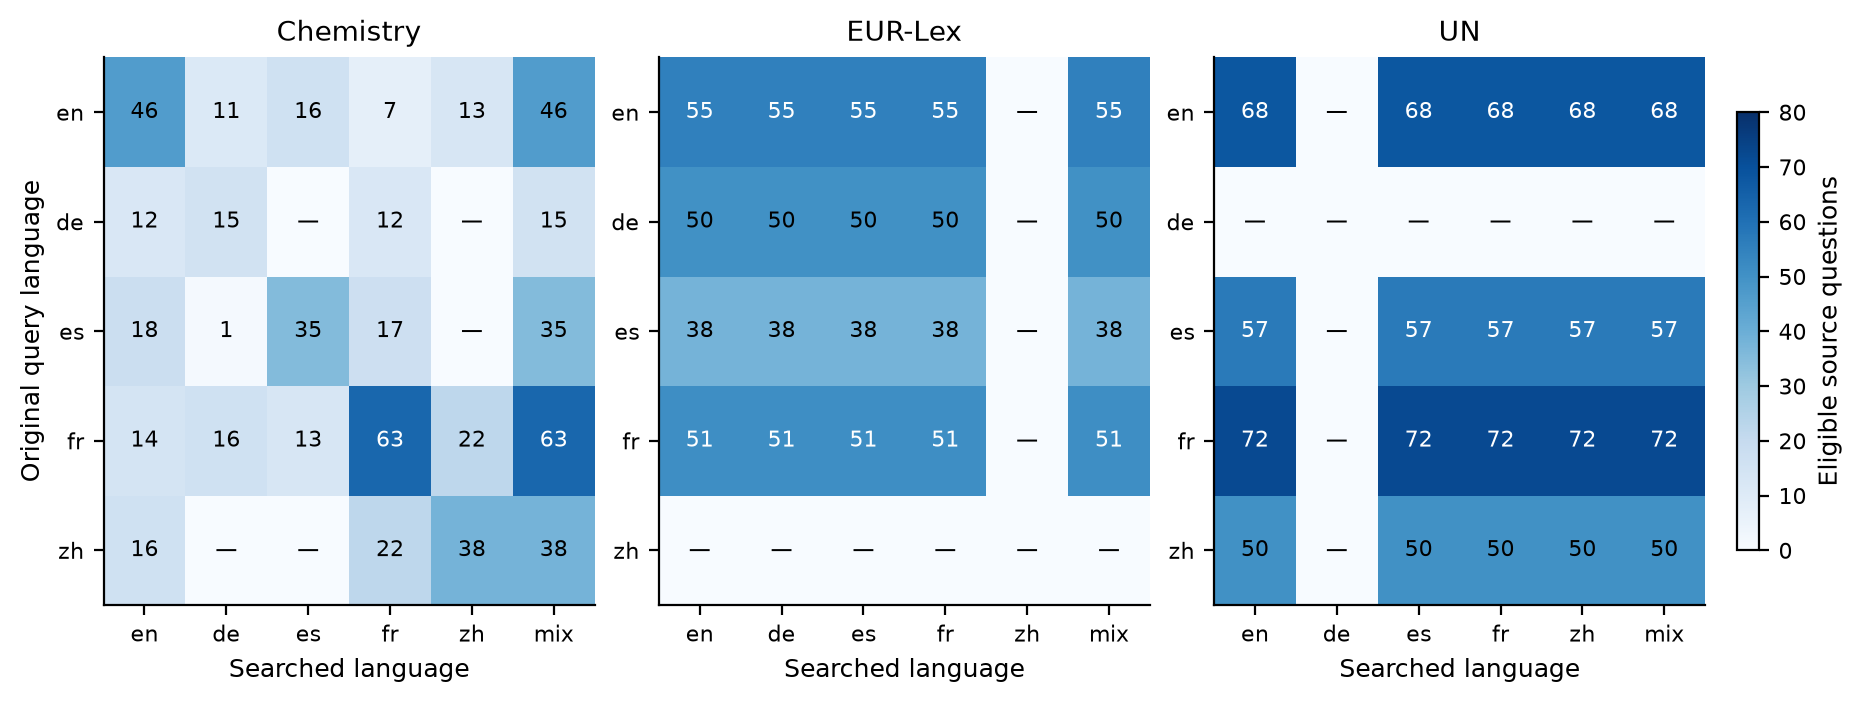 Chemistry EUR-Lex UN
en 46 11 16 7 13 46 en 55 55 55 55 — 55 en 68 — 68 68 68 68 80
70
de 12 15 — 12 — 15 de 50 50 50 50 — 50 de — — — — — — 60
50
es 18 1 35 17 — 35 es 38 38 38 38 — 38 es 57 — 57 57 57 57 40
30
fr 14 16 13 63 22 63 fr 51 51 51 51 — 51 fr 72 — 72 72 72 72 20
10
zh 16 — — 22 38 38 zh — — — — — — zh 50 — 50 50 50 50 0
en de es fr zh mix en de es fr zh mix en de es fr zh mix
Searched language Searched language Searched language
Original query language
Eligible source questions